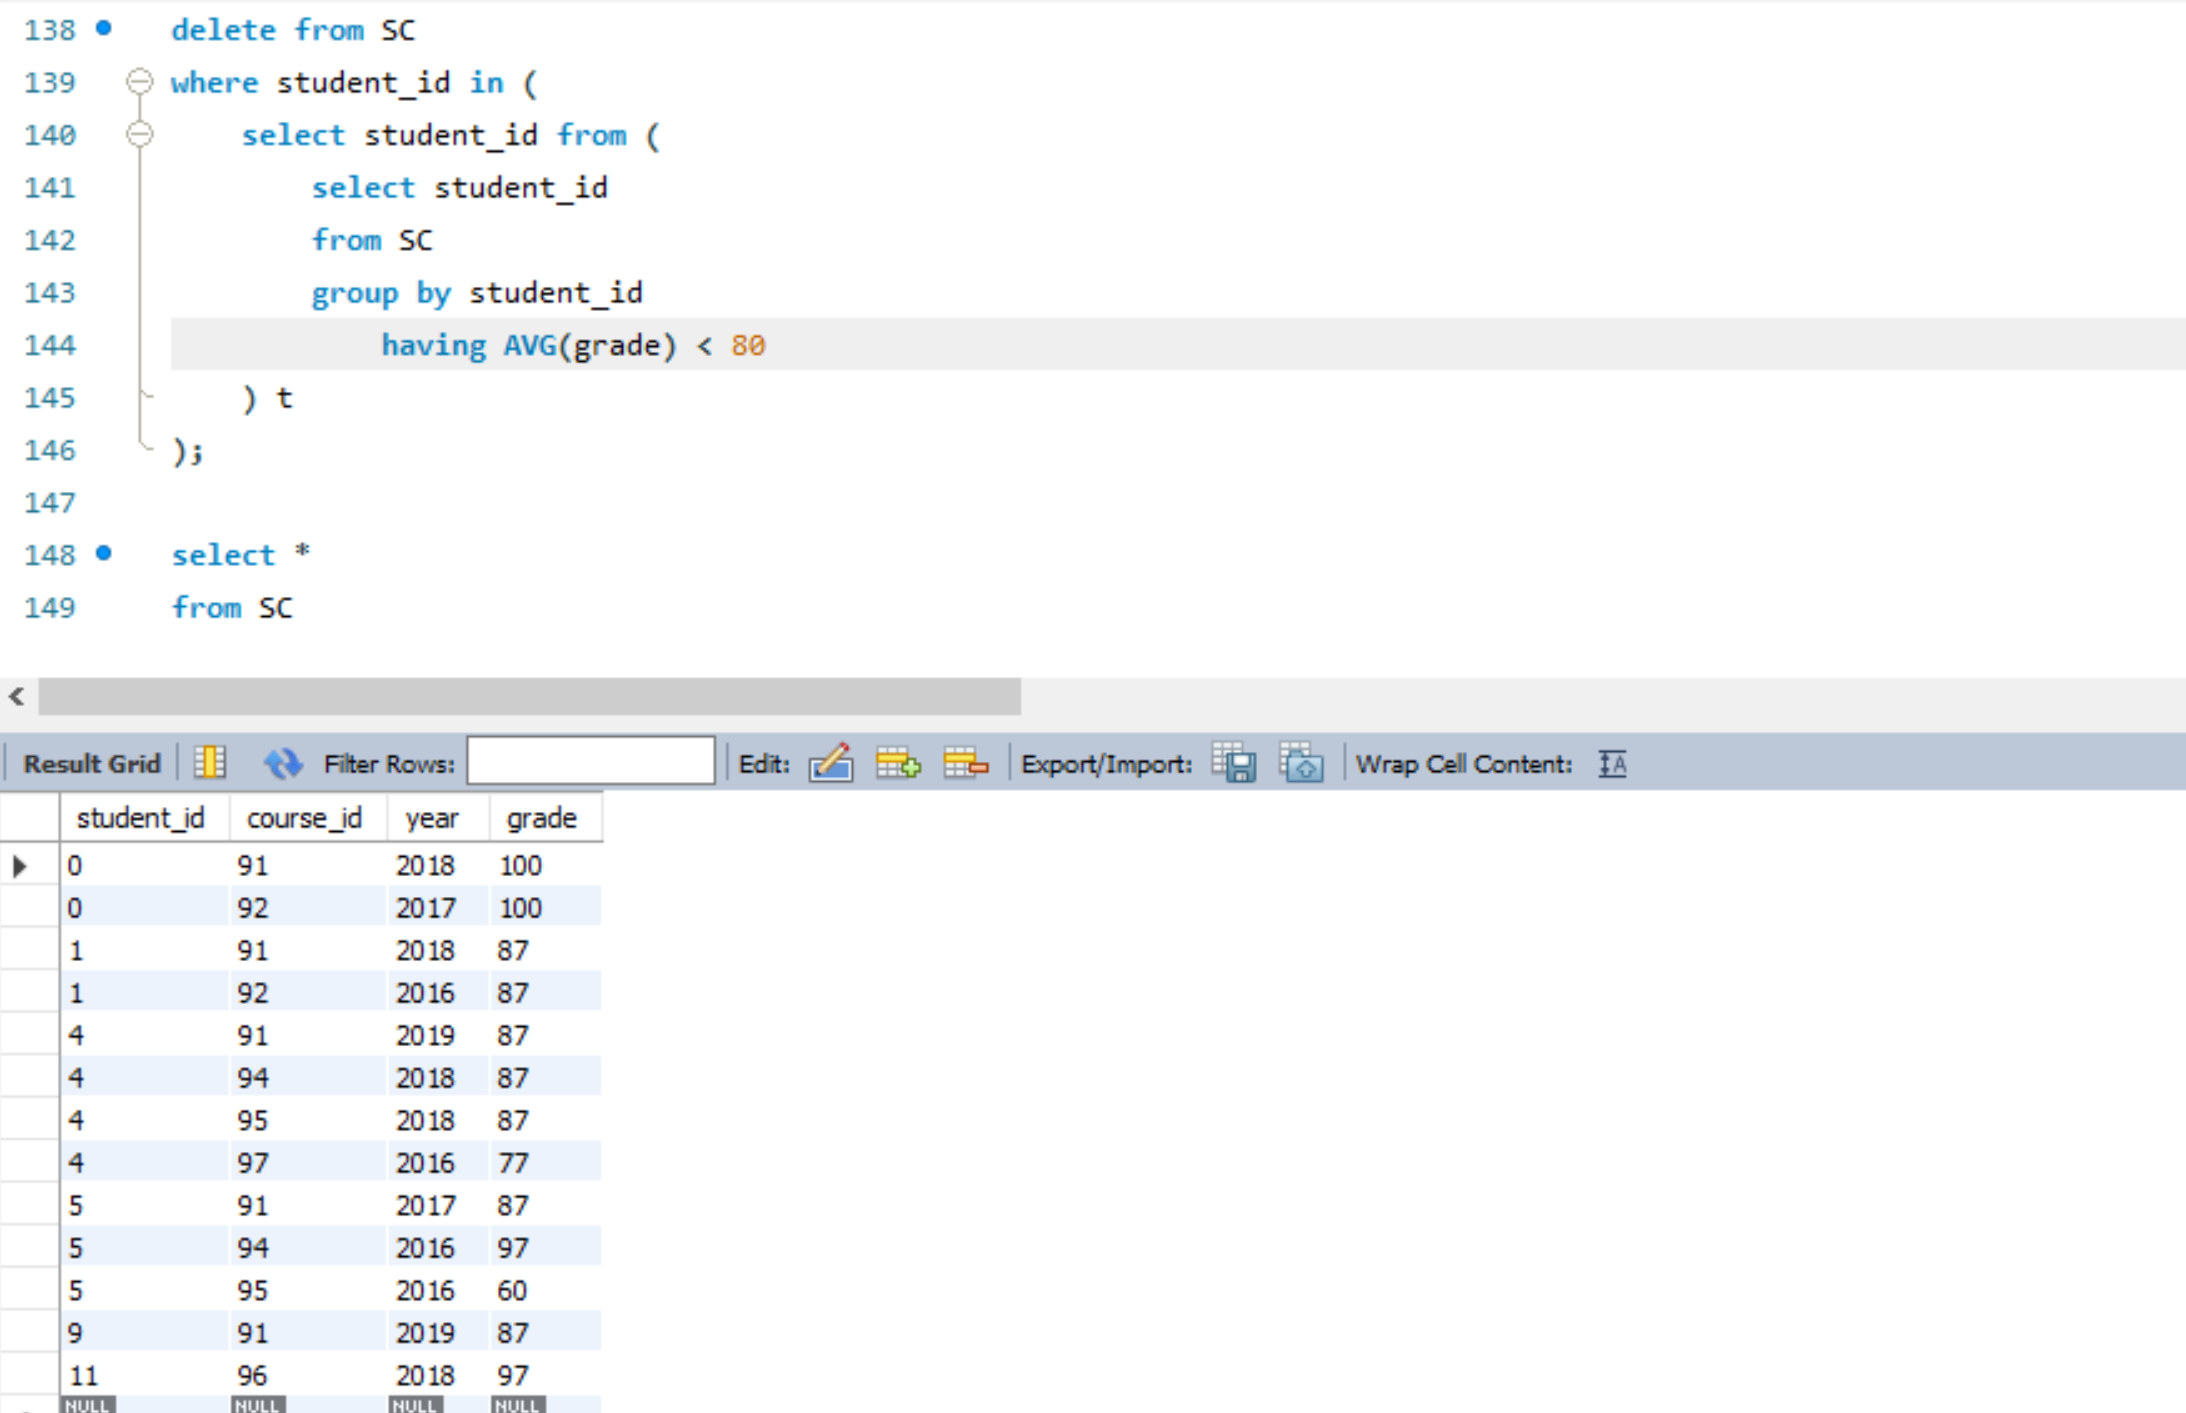 138 delete from SC
139 where student_id in (
140 select student_id from (
141 select student_id
142 from SC
143 group by student_id
144 having AVG(grade) < 80
145 ) t
146 );
147
148 select *
149 from SC
Result Grid Filter Rows: Edit: Export/Import: Wrap Cell Content: IA
student_id course_id year grade
0 91 2018 100
0 92 2017 100
1 91 2018 87
1 92 2016 87
4 91 2019 87
4 94 2018 87
4 95 2018 87
4 97 2016 77
5 91 2017 87
5 94 2016 97
5 95 2016 60
9 91 2019 87
11 96 2018 97
NULL NULL NULL NULL